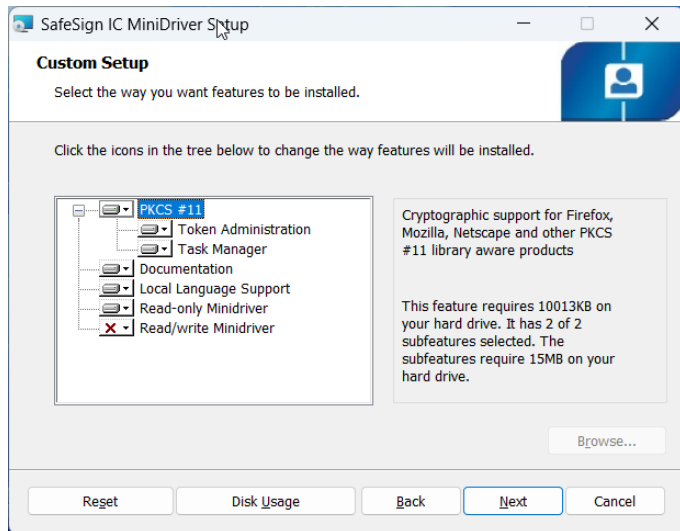 SafeSign IC MiniDriver Setup
Custom Setup
Select the way you want features to be installed.
Click the icons in the tree below to change the way features will be installed.
PKCS #11
Token Administration
Task Manager
Documentation
Local Language Support
Read-only Minidriver
Read/write Minidriver
Cryptographic support for Firefox,
Mozilla, Netscape and other PKCS
#11 library aware products
This feature requires 10013KB on
your hard drive. It has 2 of 2
subfeatures selected. The
subfeatures require 15MB on your
hard drive.
Browse...
Reset
Disk Usage
Back
Next
Cancel